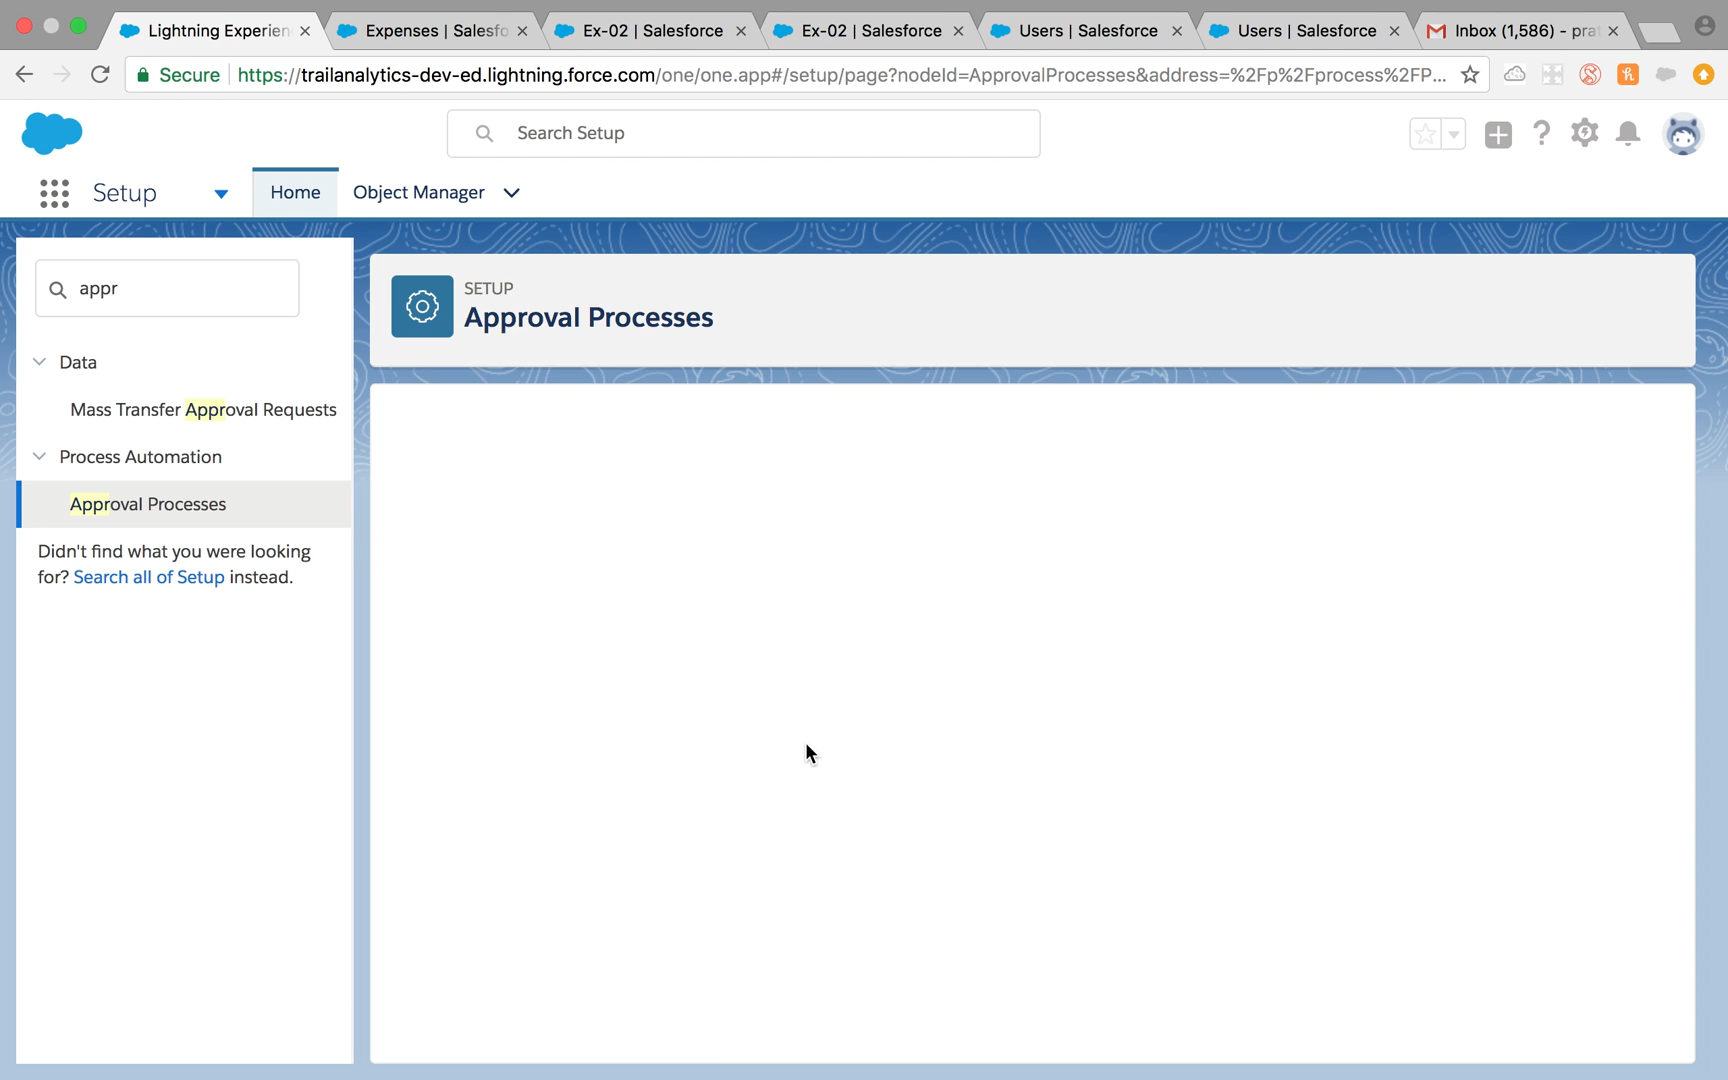 Lightning Experien
Expenses | Salesfo
Ex-02 | Salesforce
Ex-02 | Salesforce
Users | Salesforce
Users | Salesforce
Inbox (1,586) - pra
Secure
https://trailanalytics-dev-ed.lightning.force.com/one/one.app#/setup/page?nodeId=ApprovalProcesses&address=%2Fp%2Fprocess%2FP...
Search Setup
Setup
Home
Object Manager
appr
SETUP
Approval Processes
Data
Mass Transfer Approval Requests
Process Automation
Approval Processes
Didn't find what you were looking
for? Search all of Setup instead.